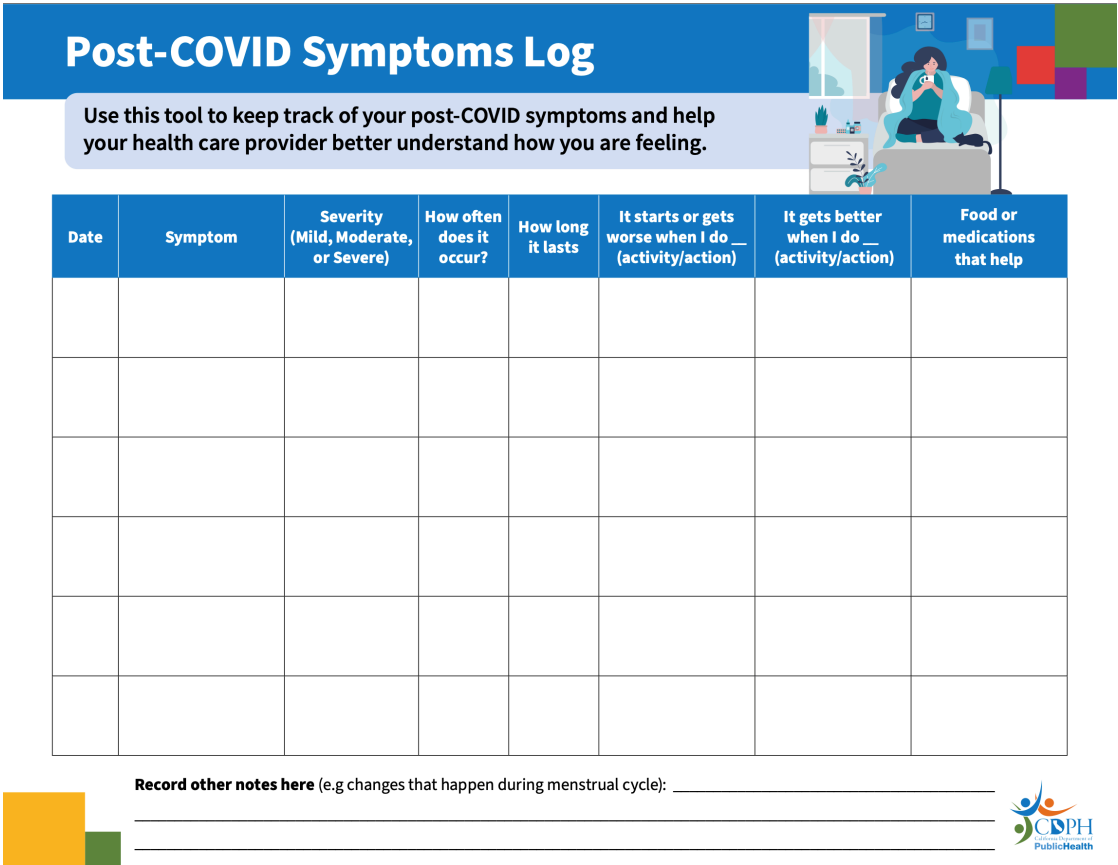 Post-COVID Symptoms Log
Use this tool to keep track of your post-COVID symptoms and help
your health care provider better understand how you are feeling.
Date
Symptom
Severity
(Mild, Moderate,
or Severe)
How often
does it
occur?
How long
it lasts
It starts or gets
worse when I do __
(activity/action)
It gets better
when I do __
(activity/action)
Food or
medications
that help
Record other notes here (e.g changes that happen during menstrual cycle):
CDPH
California Department of
PublicHealth